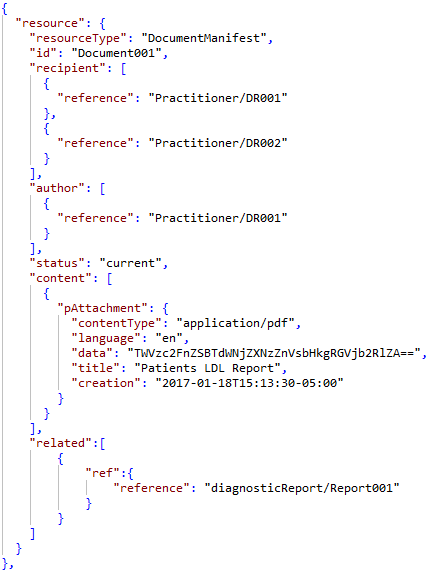 {
"resource": {
"resourceType": "DocumentManifest",
"id": "Document001",
"recipient": [
{
"reference": "Practitioner/DR001"
},
{
"reference": "Practitioner/DR002"
}
],
"author": [
{
"reference": "Practitioner/DR001"
}
],
"status": "current",
"content": [
{
"pAttachment": {
"contentType": "application/pdf",
"language": "en",
"data": "TWVzc2FnZSBTdWNjZXNzZnVsbHkgRGVjb2RlZA==",
"title": "Patients LDL Report",
"creation": "2017-01-18T15:13:30-05:00"
}
}
],
"related":[
{
"ref":{
"reference": "diagnosticReport/Report001"
}
}
]
}
},